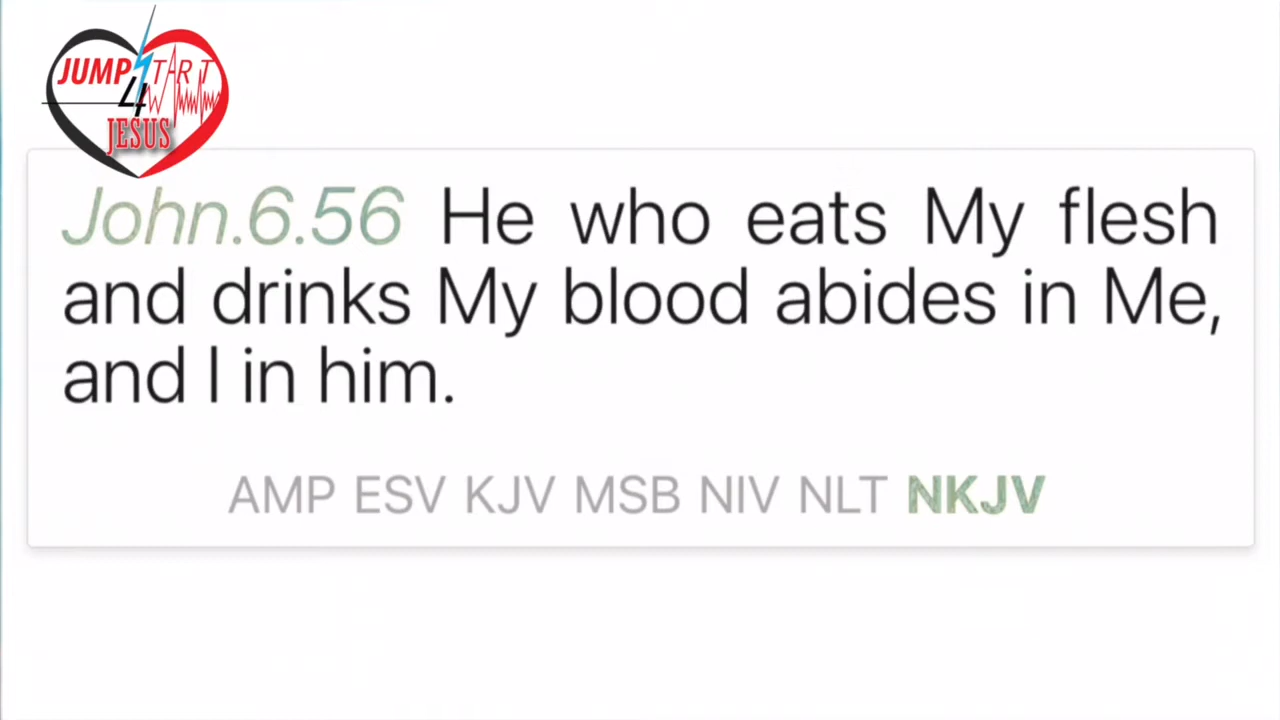 JUMP START
4
JESUS
John.6.56 He who eats My flesh
and drinks My blood abides in Me,
and I in him.
AMP ESV KJV MSB NIV NLT NKJV